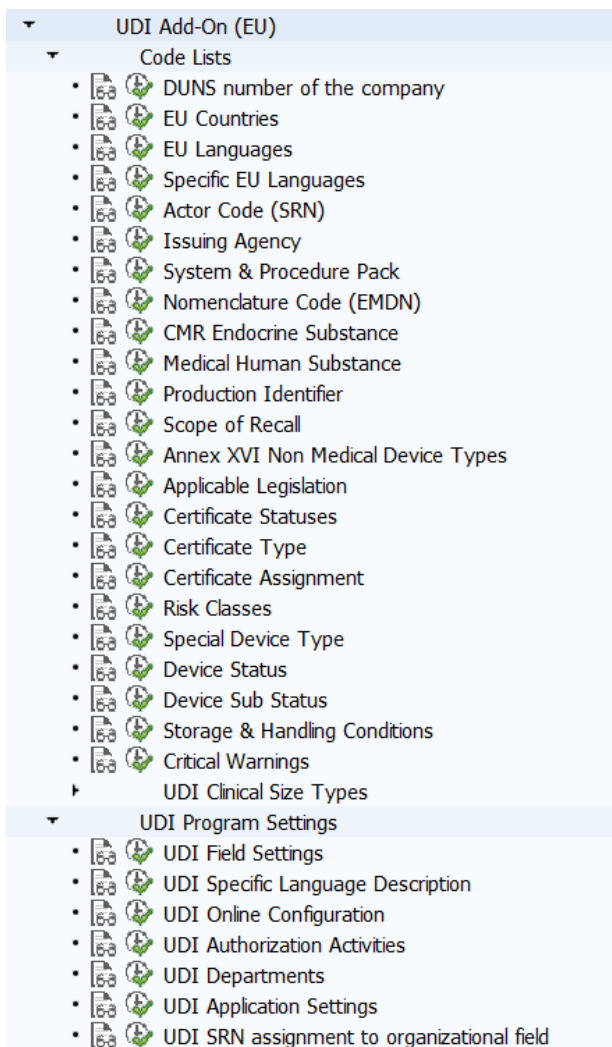 UDI Add-On (EU)
Code Lists
DUNS number of the company
EU Countries
EU Languages
Specific EU Languages
Actor Code (SRN)
Issuing Agency
System & Procedure Pack
Nomenclature Code (EMDN)
CMR Endocrine Substance
Medical Human Substance
Production Identifier
Scope of Recall
Annex XVI Non Medical Device Types
Applicable Legislation
Certificate Statuses
Certificate Type
Certificate Assignment
Risk Classes
Special Device Type
Device Status
Device Sub Status
Storage & Handling Conditions
Critical Warnings
UDI Clinical Size Types
UDI Program Settings
UDI Field Settings
UDI Specific Language Description
UDI Online Configuration
UDI Authorization Activities
UDI Departments
UDI Application Settings
UDI SRN assignment to organizational field